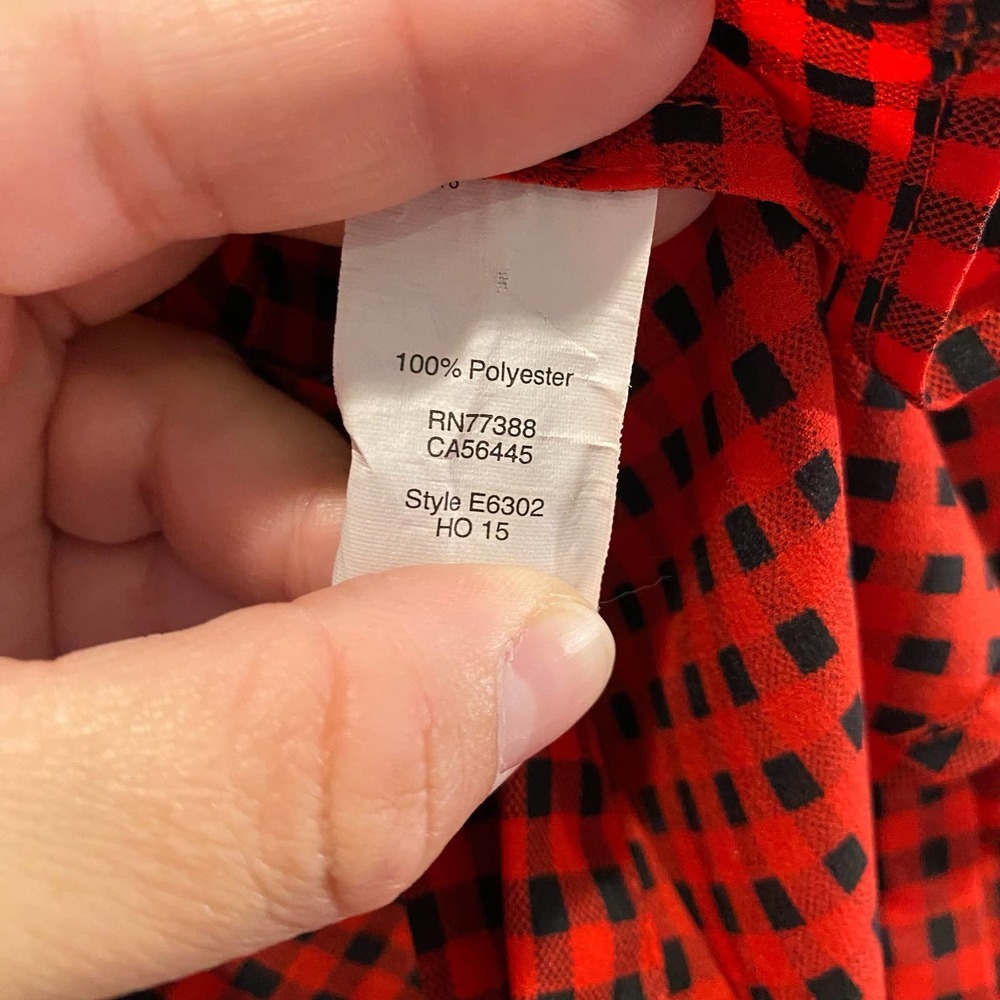 100% Polyester
RN77388
CA56445
Style E6302
HO 15